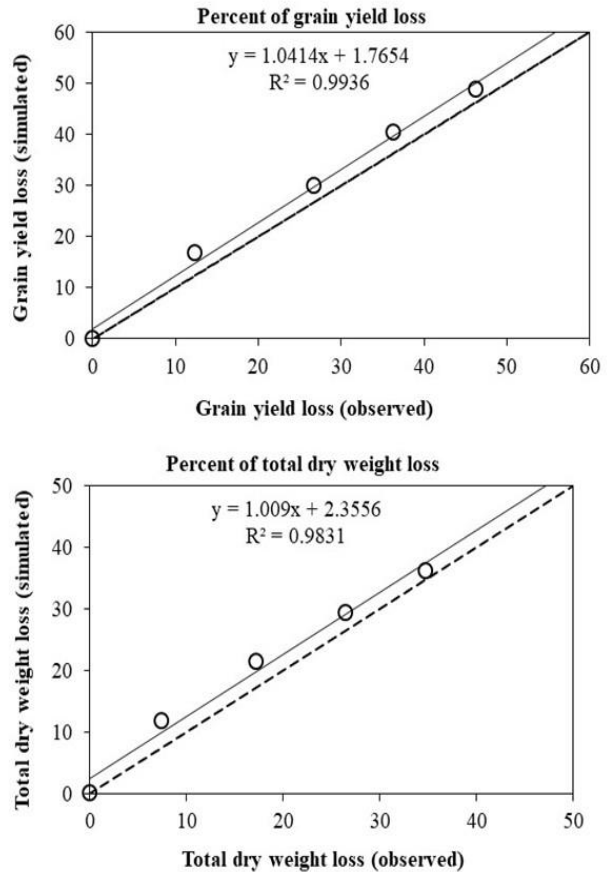 Percent of grain yield loss
y = 1.0414x + 1.7654
R² = 0.9936
60
50
40
30
20
10
0
Grain yield loss (simulated)
0 10 20 30 40 50 60
Grain yield loss (observed)
Percent of total dry weight loss
y = 1.009x + 2.3556
R² = 0.9831
50
40
30
20
10
0
Total dry weight loss (simulated)
0 10 20 30 40 50
Total dry weight loss (observed)